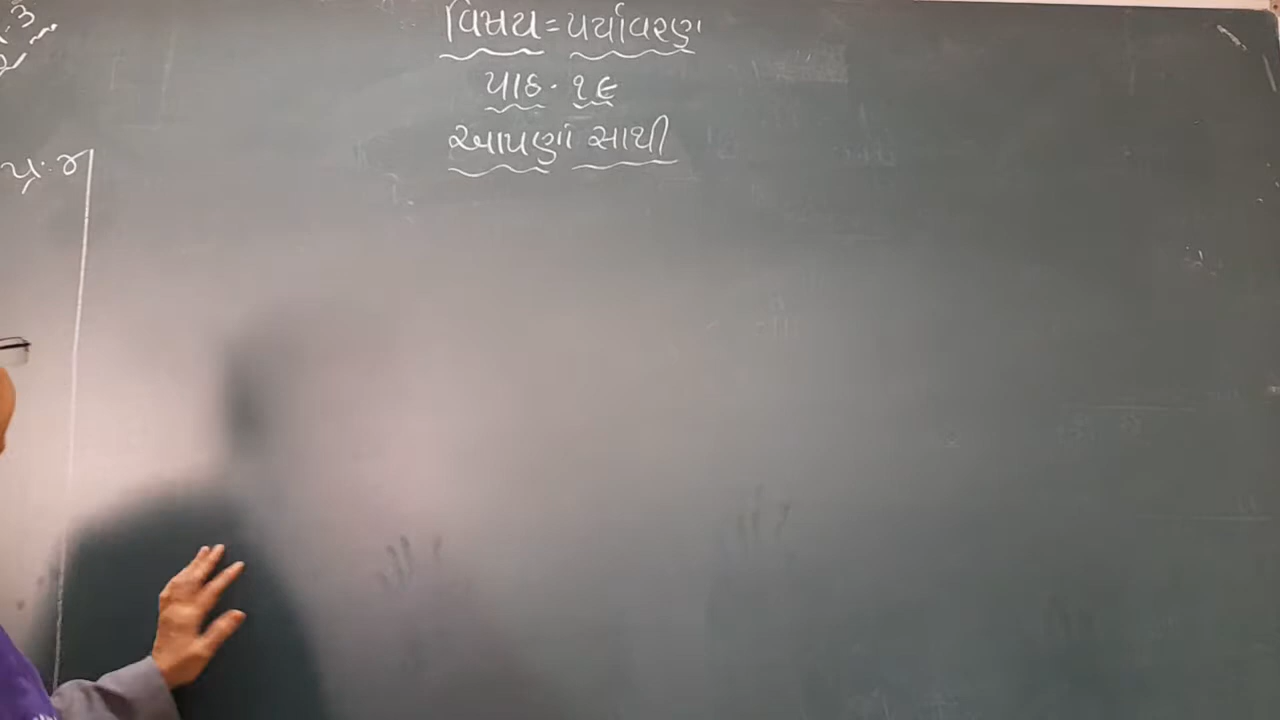 વિષય = પર્યાવરણ
પાઠ. ૧૯
આપણાં સાથી